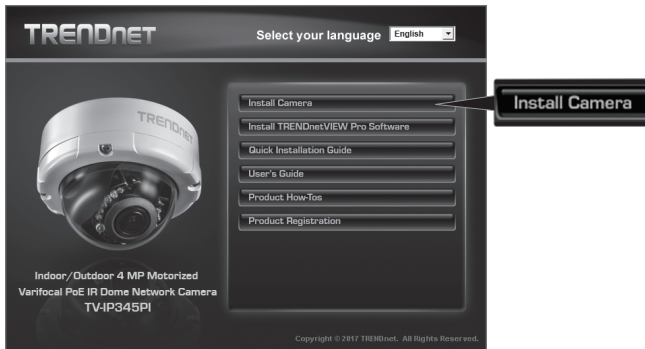 TRENDnet
Select your language English
Install Camera
Install Camera
Install TRENDnetVIEW Pro Software
Quick Installation Guide
User's Guide
Product How-Tos
Product Registration
TRENDnet
Indoor/Outdoor 4 MP Motorized
Varifocal PoE IR Dome Network Camera
TV-IP345PI
Copyright © 2017 TRENDnet. All Rights Reserved.